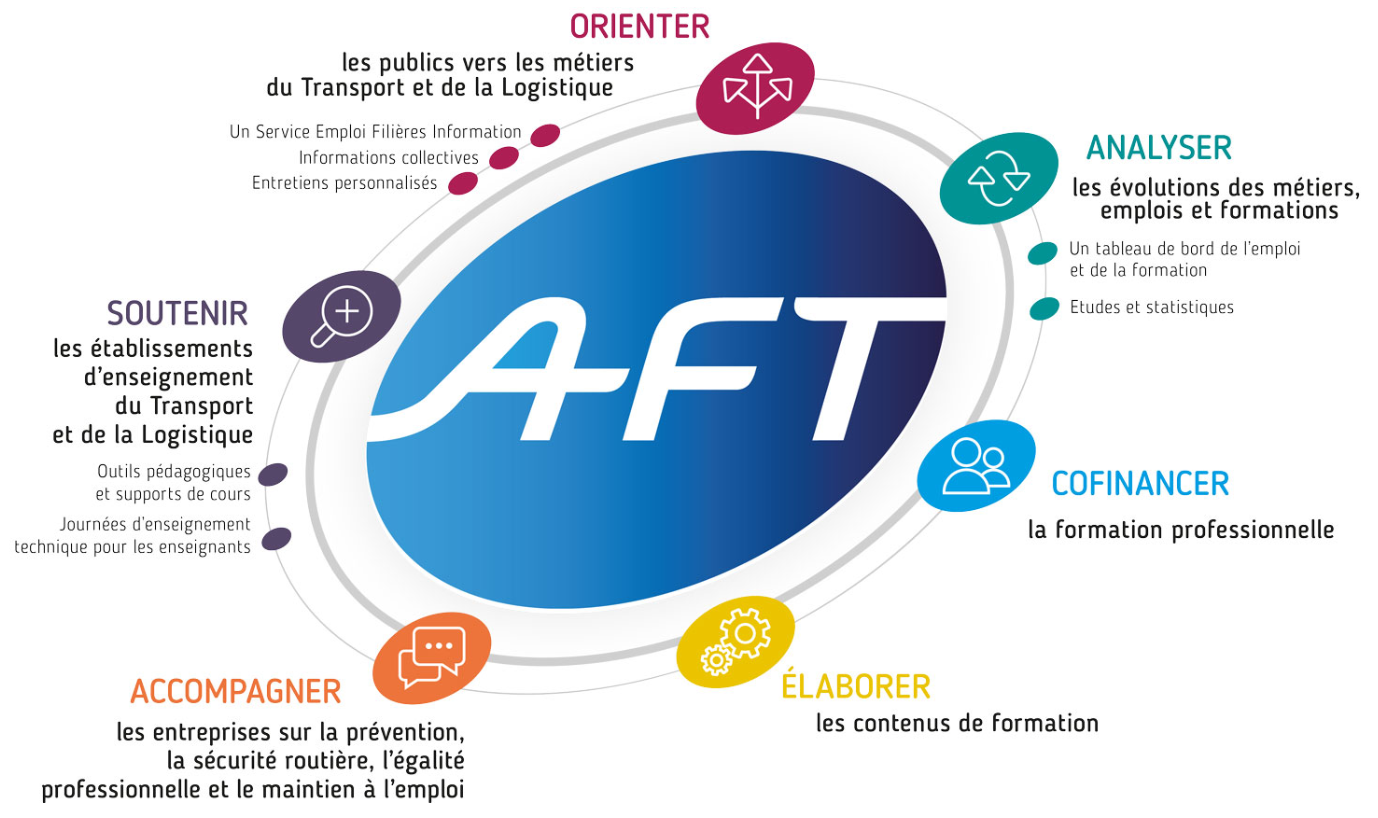 ORIENTER
les publics vers les métiers
du Transport et de la Logistique
Un Service Emploi Filières Information
Informations collectives
Entretiens personnalisés
ANALYSER
les évolutions des métiers,
emplois et formations
Un tableau de bord de l'emploi
et de la formation
Etudes et statistiques
SOUTENIR
les établissements
d'enseignement
du Transport
et de la Logistique
Outils pédagogiques
et supports de cours
Journées d'enseignement
technique pour les enseignants
AFT
COFINANCER
la formation professionnelle
ÉLABORER
les contenus de formation
ACCOMPAGNER
les entreprises sur la prévention,
la sécurité routière, l'égalité
professionnelle et le maintien à l'emploi